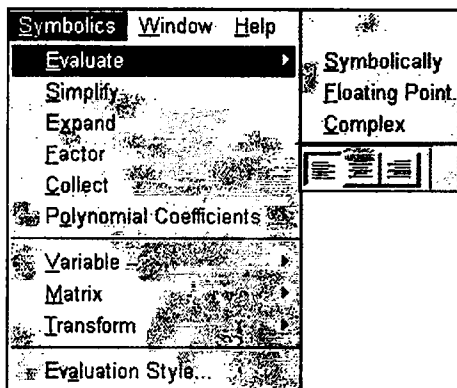 Symbolics Window Help
Evaluate
Simplify
Expand
Factor
Collect
Polynomial Coefficients
Variable
Matrix
Transform
Evaluation Style...
Symbolically
Floating Point...
Complex